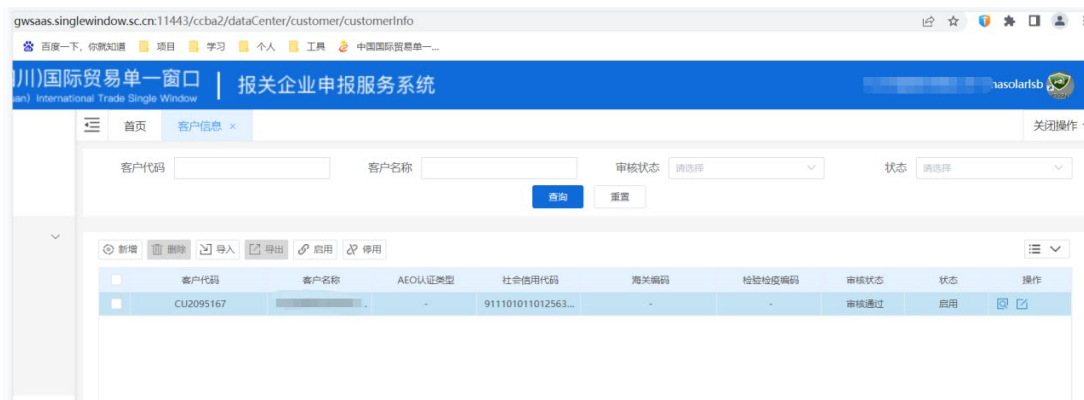 gwsaas.singlewindow.sc.cn:11443/ccba2/dataCenter/customer/customerInfo
百度一下，你就知道 项目 学习 个人 工具 中国国际贸易单一...
川)国际贸易单一窗口 | 报关企业申报服务系统
uan) International Trade Single Window
nasolarlsb
首页 客户信息 × 关闭操作
客户代码 客户名称 审核状态 请选择 状态 请选择
查询 重置
新增 删除 导入 导出 启用 停用
客户代码 客户名称 AEO认证类型 社会信用代码 海关编码 检验检疫编码 审核状态 状态 操作
CU2095167 - 911101011012563... - - 审核通过 启用